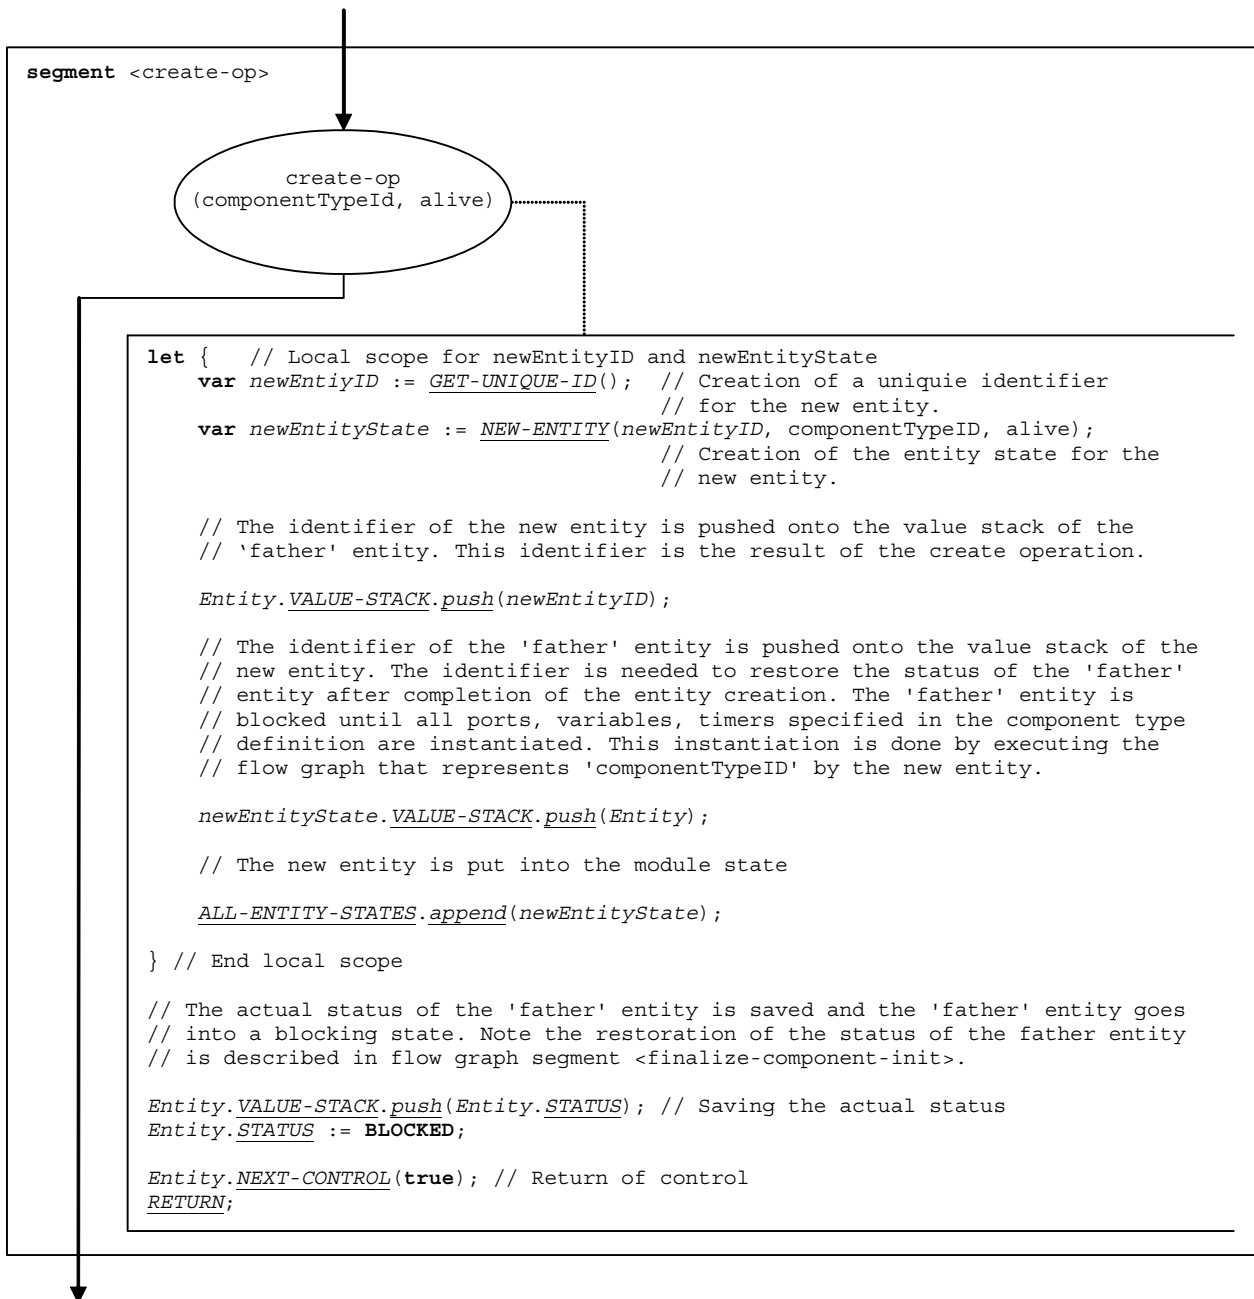 segment <create-op>
create-op
(componentTypeId, alive)
let {   // Local scope for newEntityID and newEntityState
var newEntiyID := GET-UNIQUE-ID();  // Creation of a uniquie identifier
// for the new entity.
var newEntityState := NEW-ENTITY(newEntityID, componentTypeID, alive);
// Creation of the entity state for the
// new entity.
// The identifier of the new entity is pushed onto the value stack of the
// ‘father' entity. This identifier is the result of the create operation.
Entity.VALUE-STACK.push(newEntityID);
// The identifier of the 'father' entity is pushed onto the value stack of the
// new entity. The identifier is needed to restore the status of the 'father'
// entity after completion of the entity creation. The 'father' entity is
// blocked until all ports, variables, timers specified in the component type
// definition are instantiated. This instantiation is done by executing the
// flow graph that represents 'componentTypeID' by the new entity.
newEntityState.VALUE-STACK.push(Entity);
// The new entity is put into the module state
ALL-ENTITY-STATES.append(newEntityState);
} // End local scope
// The actual status of the 'father' entity is saved and the 'father' entity goes
// into a blocking state. Note the restoration of the status of the father entity
// is described in flow graph segment <finalize-component-init>.
Entity.VALUE-STACK.push(Entity.STATUS); // Saving the actual status
Entity.STATUS := BLOCKED;
Entity.NEXT-CONTROL(true); // Return of control
RETURN;